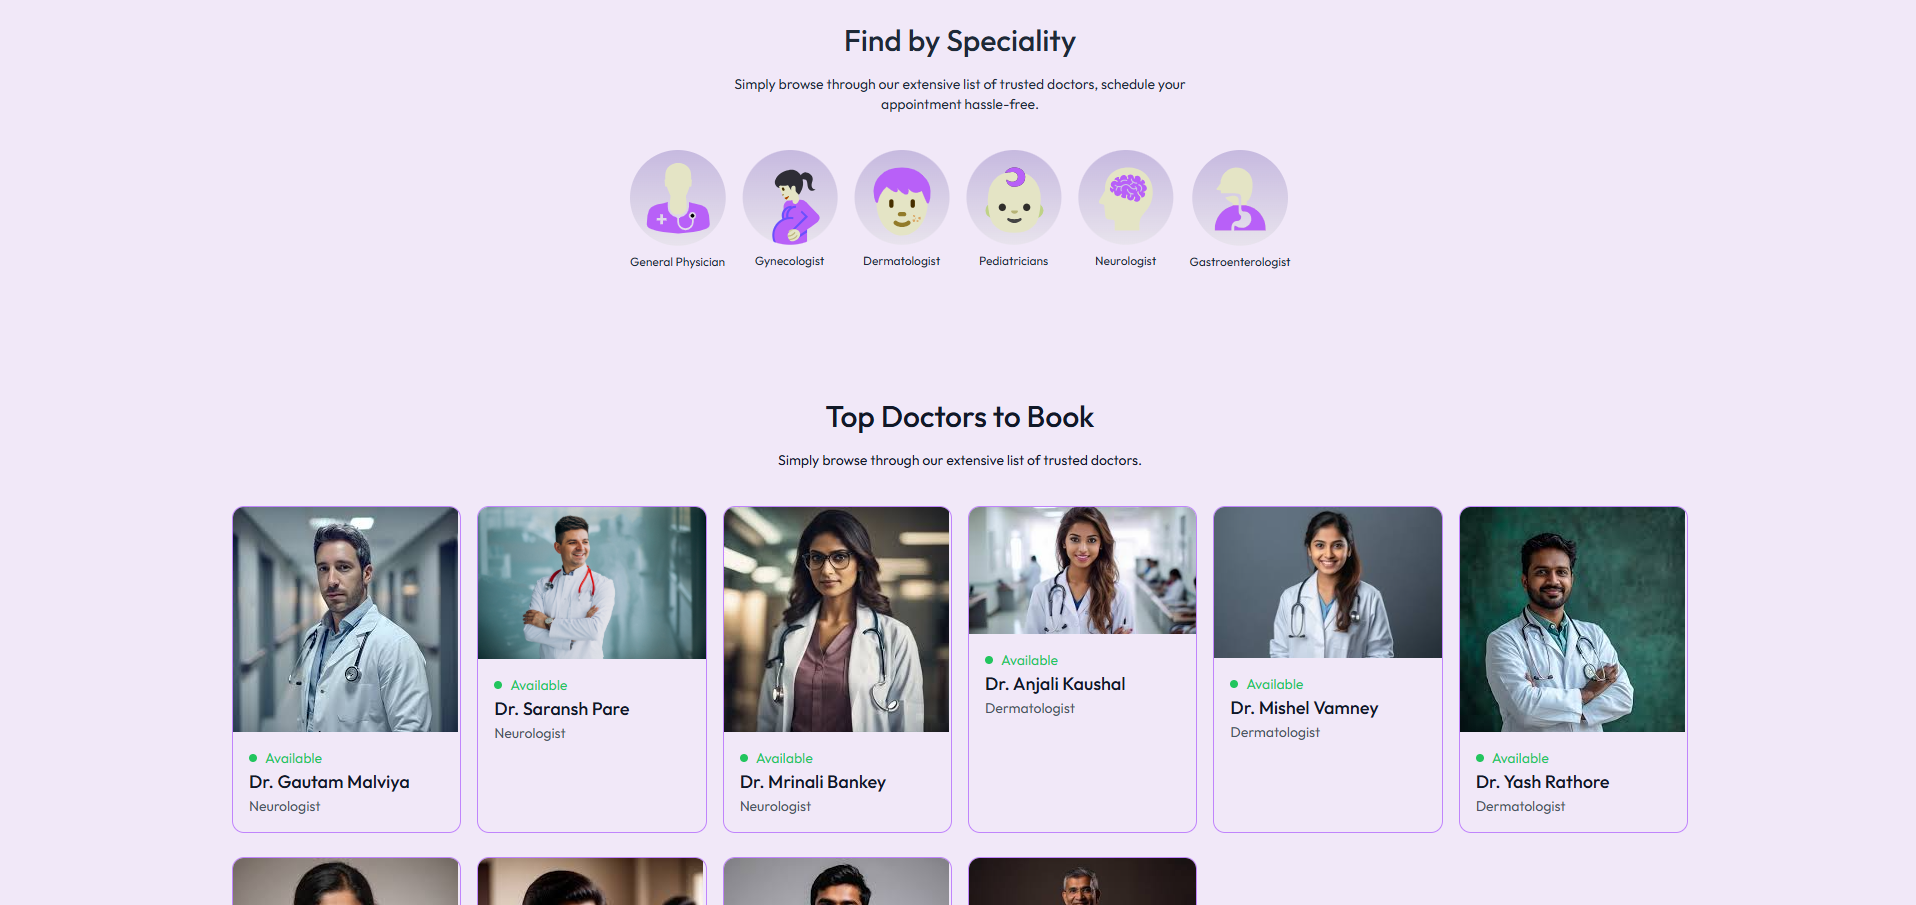 Find by Speciality
Simply browse through our extensive list of trusted doctors, schedule your
appointment hassle-free.
General Physician
Gynecologist
Dermatologist
Pediatricians
Neurologist
Gastroenterologist
Top Doctors to Book
Simply browse through our extensive list of trusted doctors.
Available
Dr. Gautam Malviya
Neurologist
Available
Dr. Saransh Pare
Neurologist
Available
Dr. Mrinali Bankey
Neurologist
Available
Dr. Anjali Kaushal
Dermatologist
Available
Dr. Mishel Vamney
Dermatologist
Available
Dr. Yash Rathore
Dermatologist